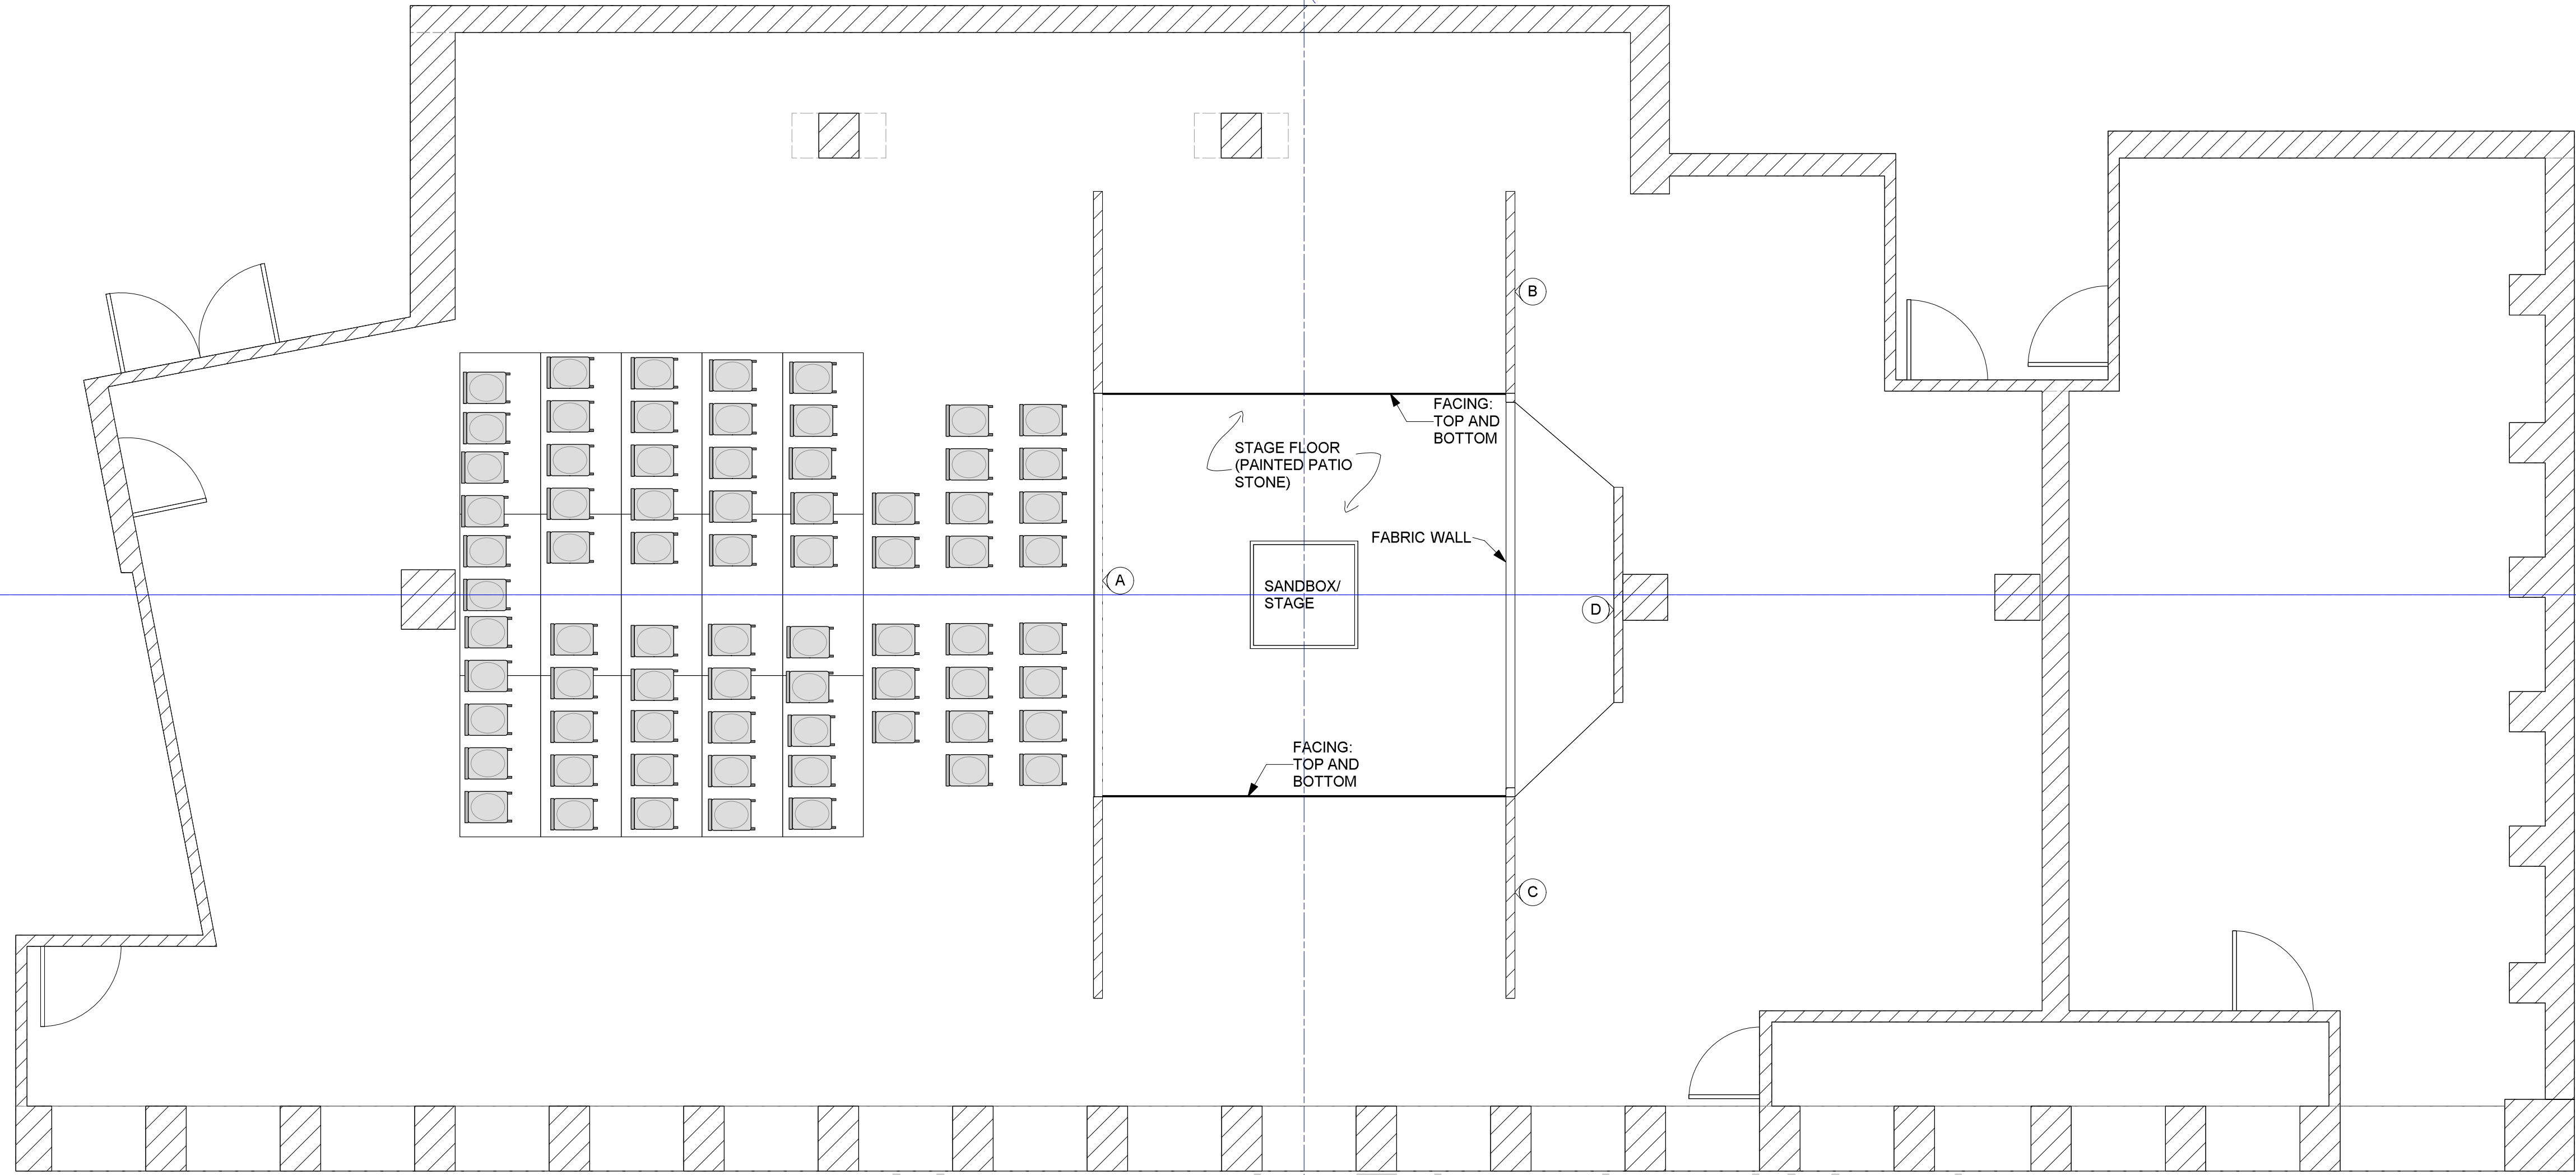 B
FACING:
TOP AND
BOTTOM
STAGE FLOOR
(PAINTED PATIO
STONE)
FABRIC WALL
A
SANDBOX/
STAGE
D
FACING:
TOP AND
BOTTOM
C